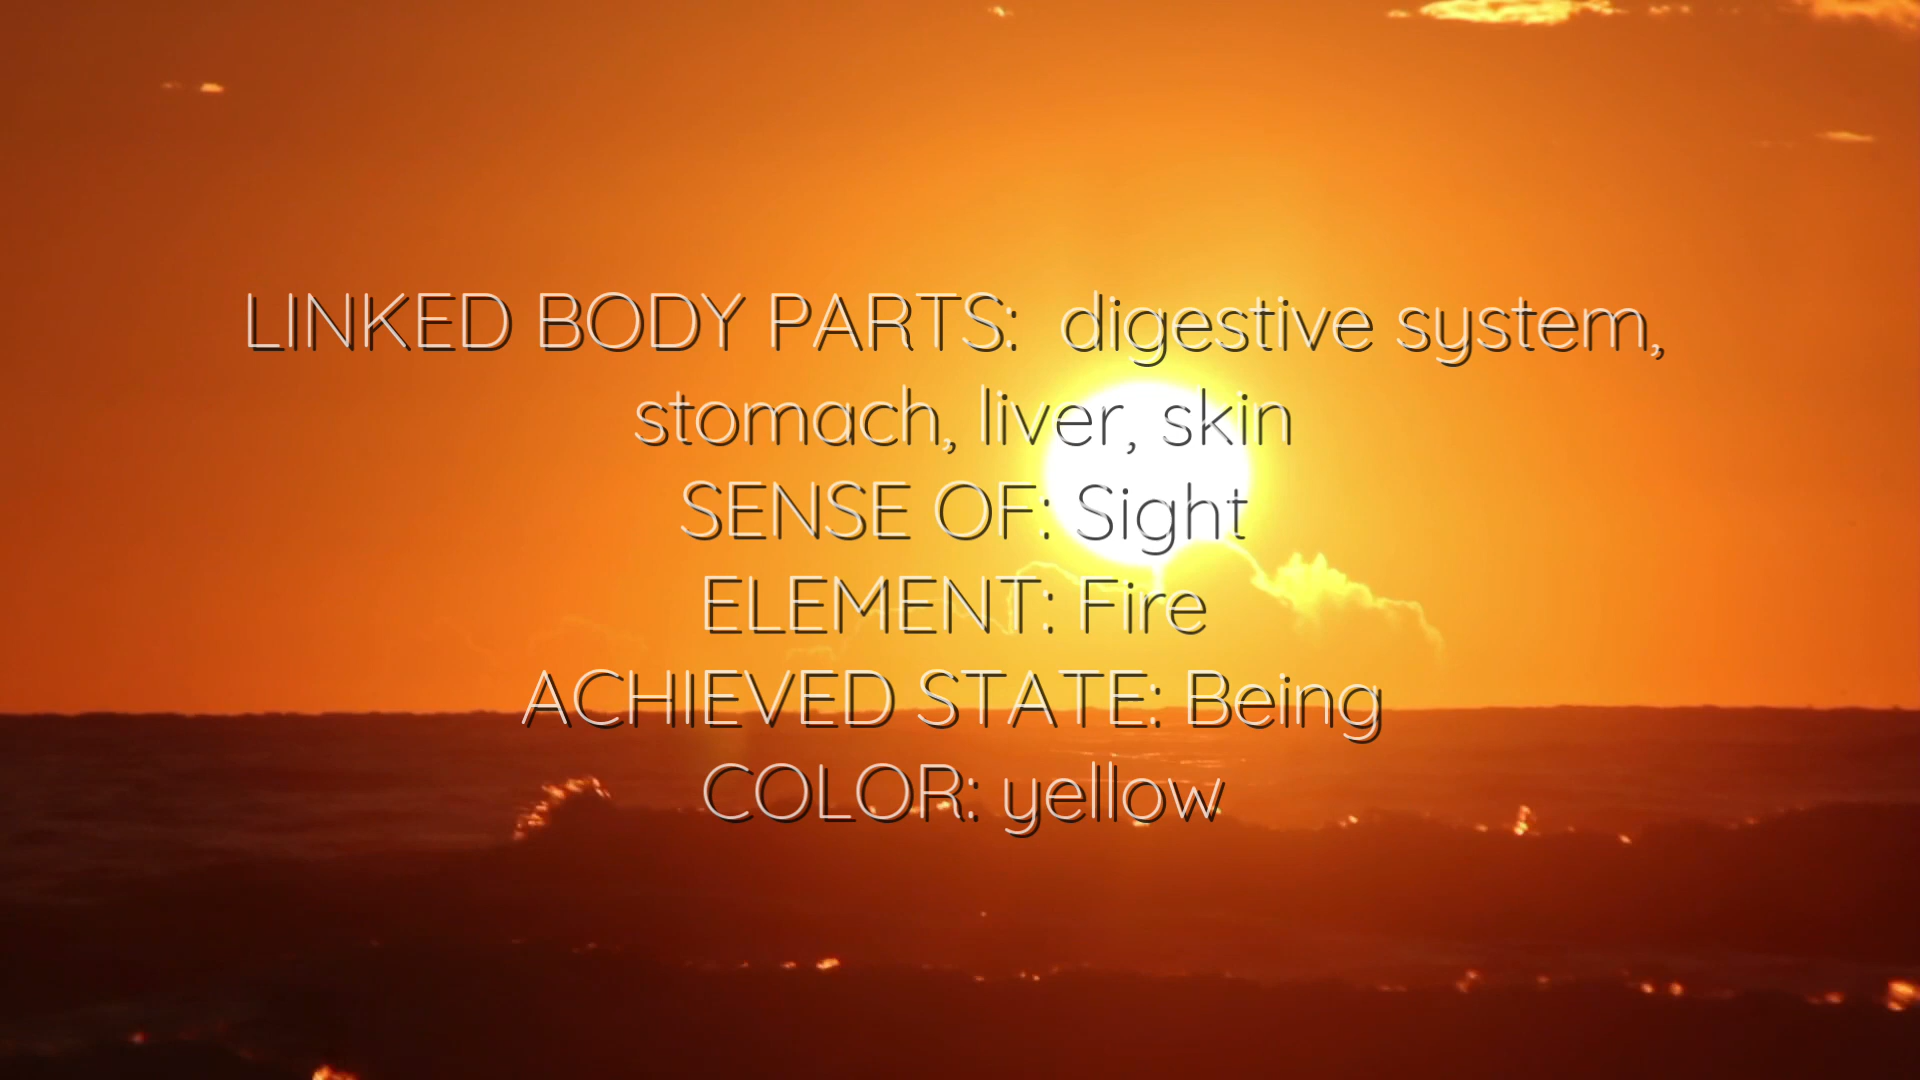 LINKED BODY PARTS:  digestive system,
stomach, liver, skin
SENSE OF: Sight
ELEMENT: Fire
ACHIEVED STATE: Being
COLOR: yellow